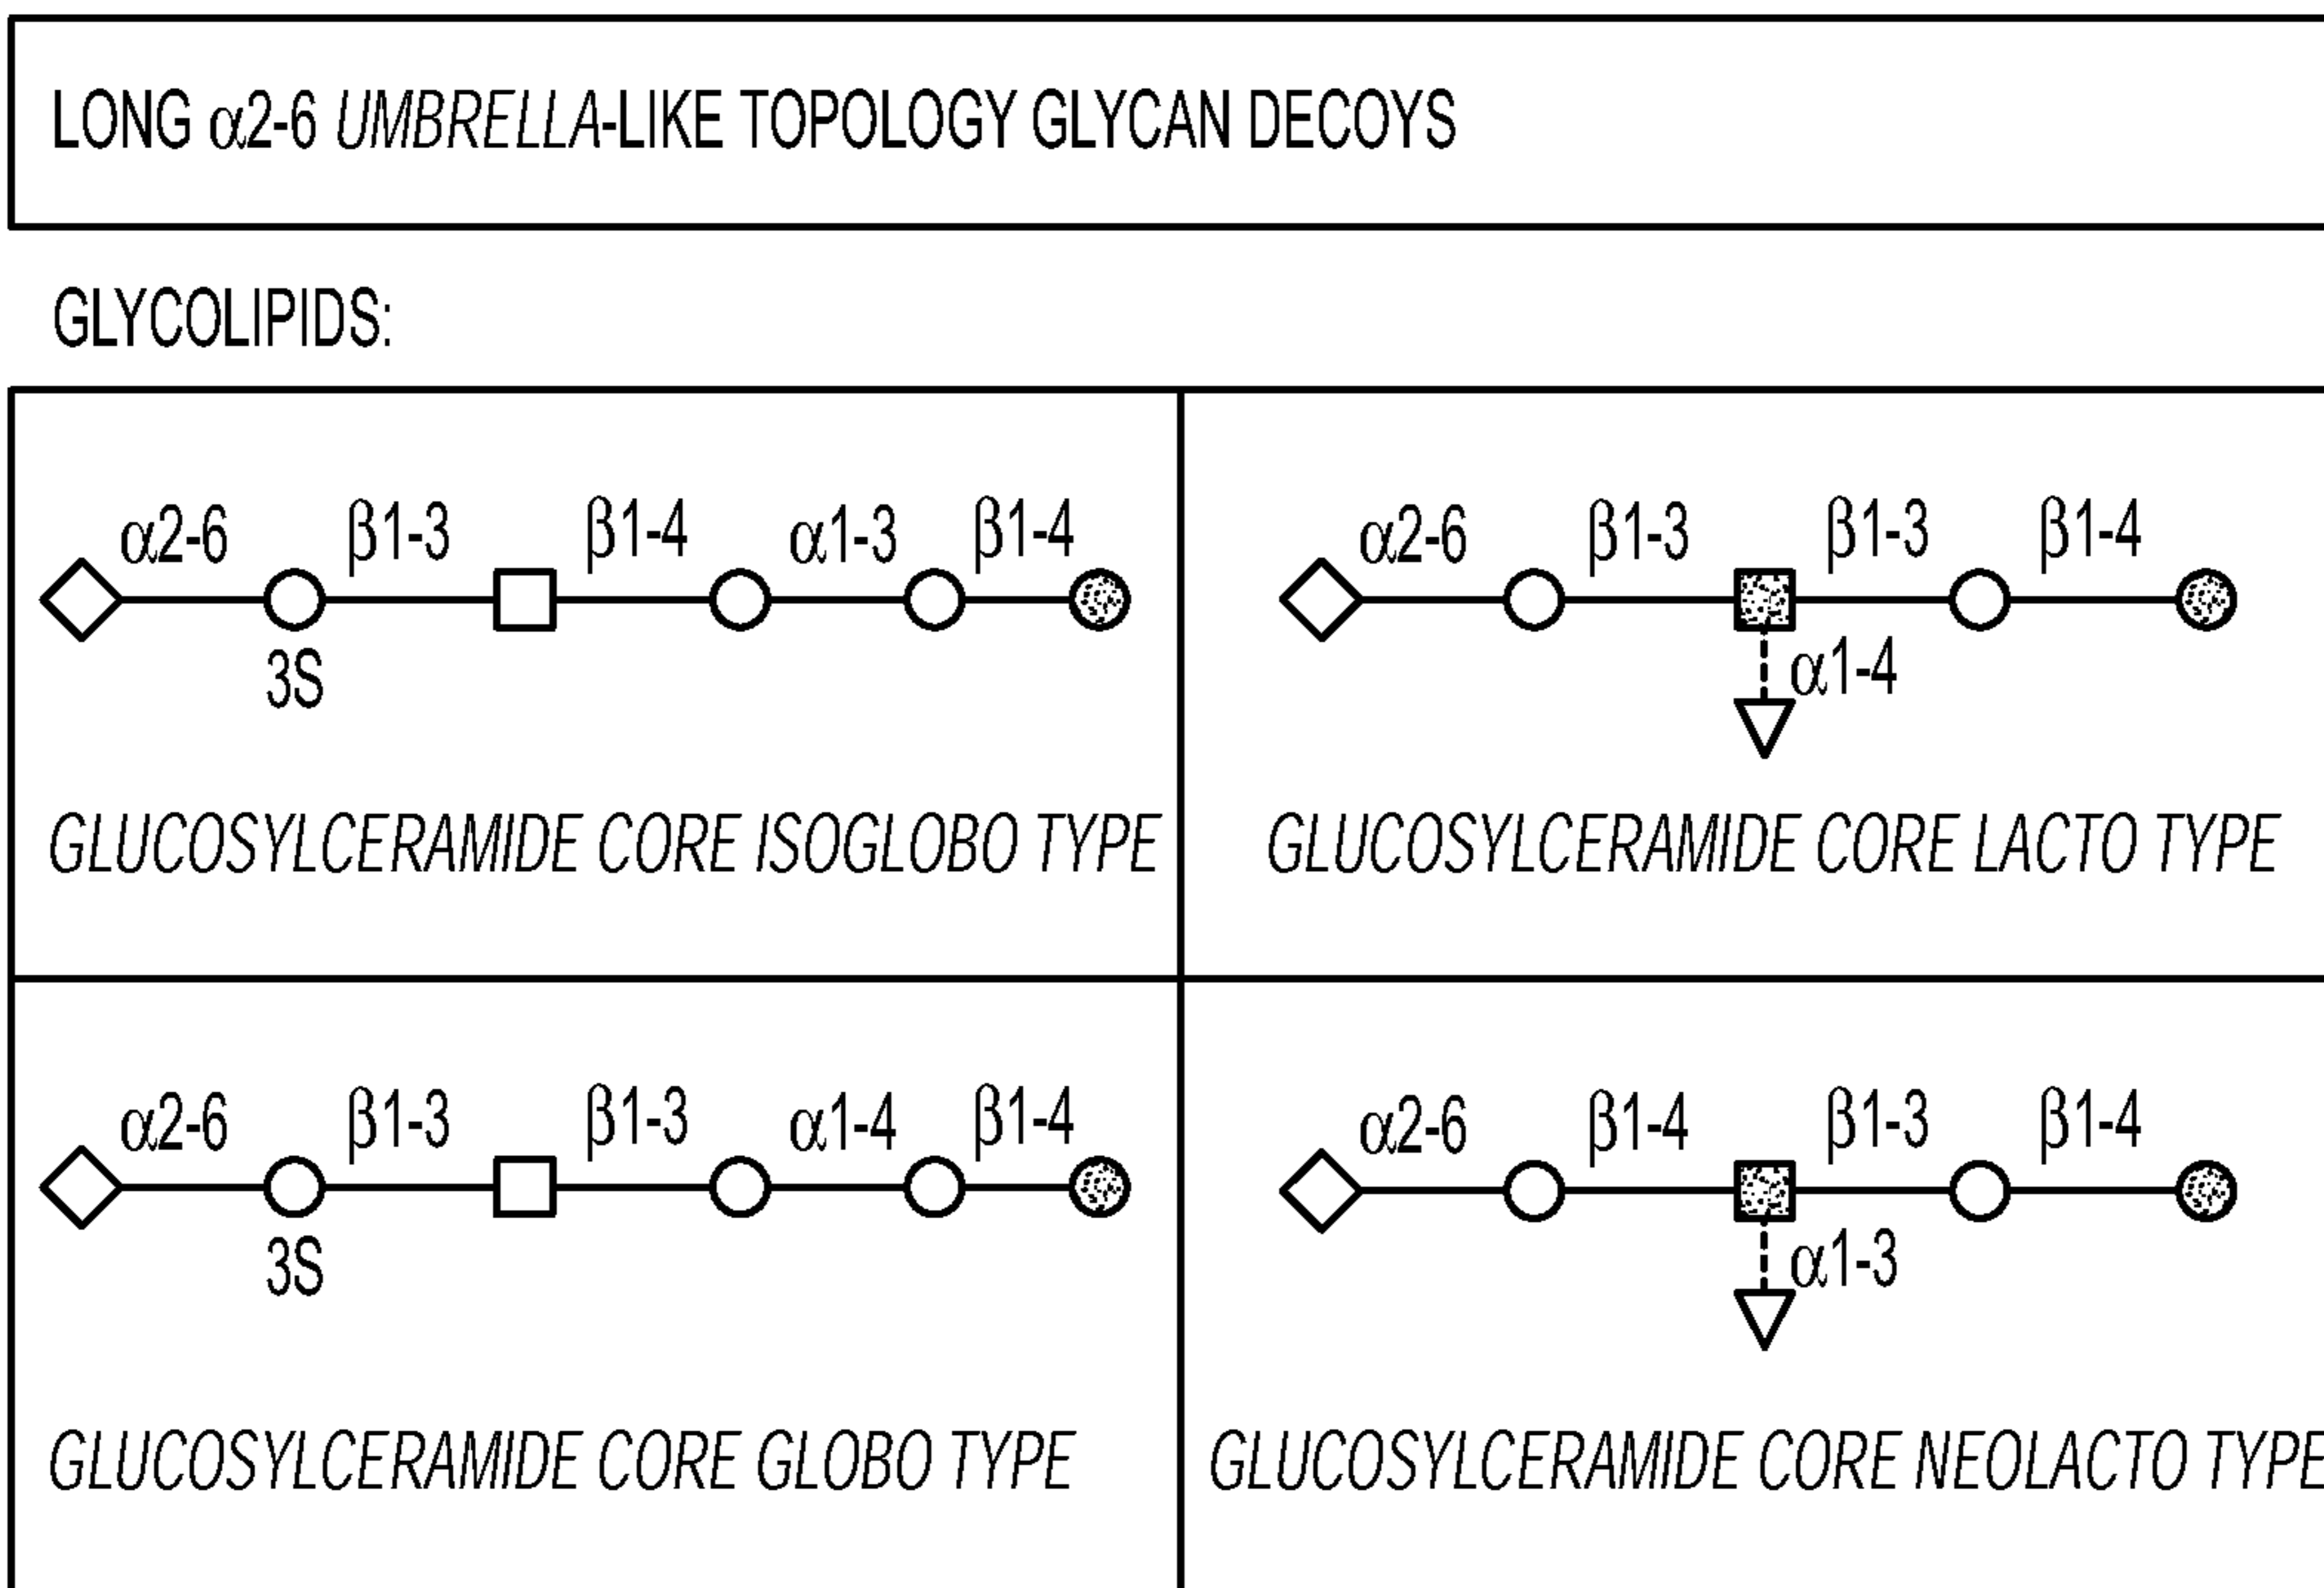 LONG α2-6 UMBRELLA-LIKE TOPOLOGY GLYCAN DECOYS
GLYCOLIPIDS:
α2-6 β1-3 β1-4 α1-3 β1-4
3S
GLUCOSYLCERAMIDE CORE ISOGLOBO TYPE
α2-6 β1-3 β1-3 β1-4
α1-4
GLUCOSYLCERAMIDE CORE LACTO TYPE
α2-6 β1-3 β1-3 α1-4 β1-4
3S
GLUCOSYLCERAMIDE CORE GLOBO TYPE
α2-6 β1-4 β1-3 β1-4
α1-3
GLUCOSYLCERAMIDE CORE NEOLACTO TYPE